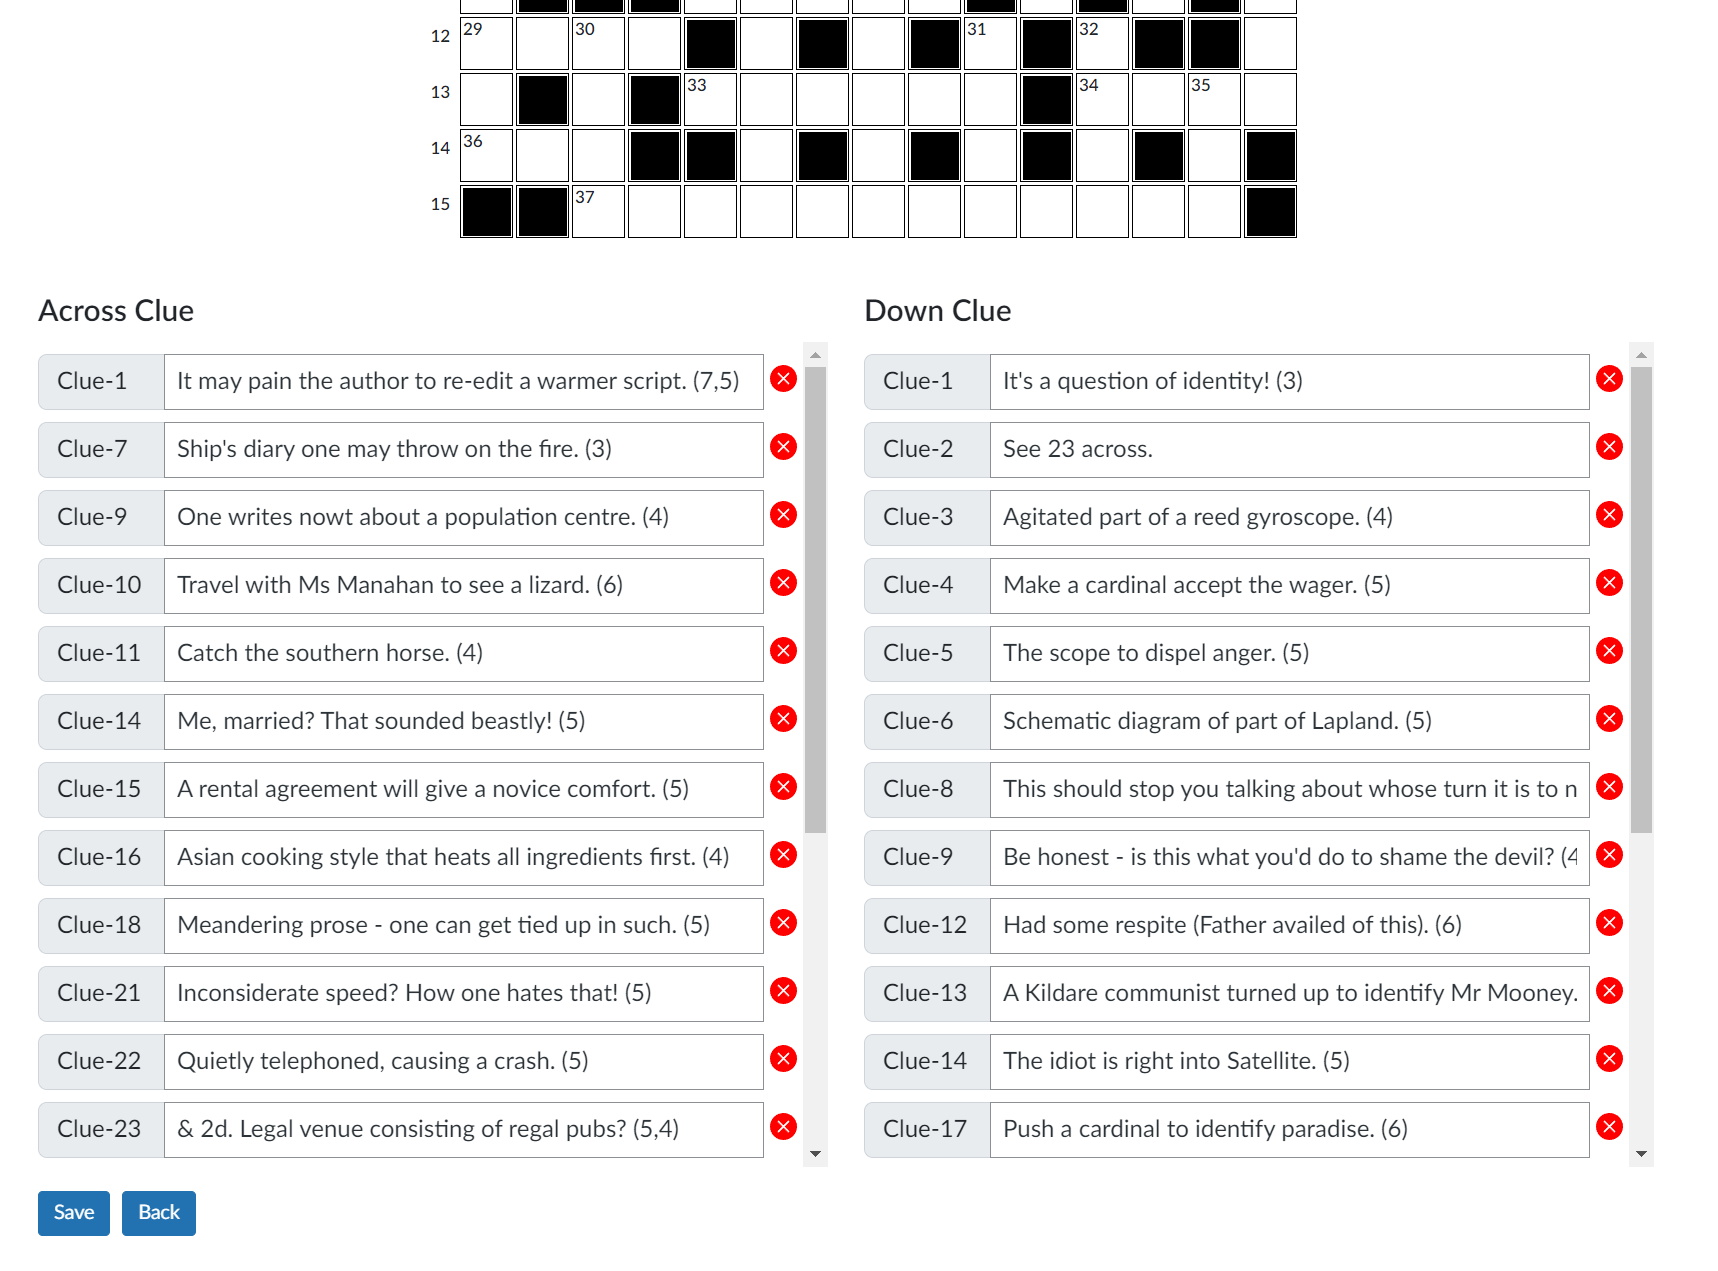 12 29 30 31 32
13 33 34 35
14 36
15 37
Across Clue
Clue-1 It may pain the author to re-edit a warmer script. (7,5)
Clue-7 Ship's diary one may throw on the fire. (3)
Clue-9 One writes nowt about a population centre. (4)
Clue-10 Travel with Ms Manahan to see a lizard. (6)
Clue-11 Catch the southern horse. (4)
Clue-14 Me, married? That sounded beastly! (5)
Clue-15 A rental agreement will give a novice comfort. (5)
Clue-16 Asian cooking style that heats all ingredients first. (4)
Clue-18 Meandering prose - one can get tied up in such. (5)
Clue-21 Inconsiderate speed? How one hates that! (5)
Clue-22 Quietly telephoned, causing a crash. (5)
Clue-23 & 2d. Legal venue consisting of regal pubs? (5,4)
Down Clue
Clue-1 It's a question of identity! (3)
Clue-2 See 23 across.
Clue-3 Agitated part of a reed gyroscope. (4)
Clue-4 Make a cardinal accept the wager. (5)
Clue-5 The scope to dispel anger. (5)
Clue-6 Schematic diagram of part of Lapland. (5)
Clue-8 This should stop you talking about whose turn it is to n
Clue-9 Be honest - is this what you'd do to shame the devil? (4
Clue-12 Had some respite (Father availed of this). (6)
Clue-13 A Kildare communist turned up to identify Mr Mooney.
Clue-14 The idiot is right into Satellite. (5)
Clue-17 Push a cardinal to identify paradise. (6)
Save Back